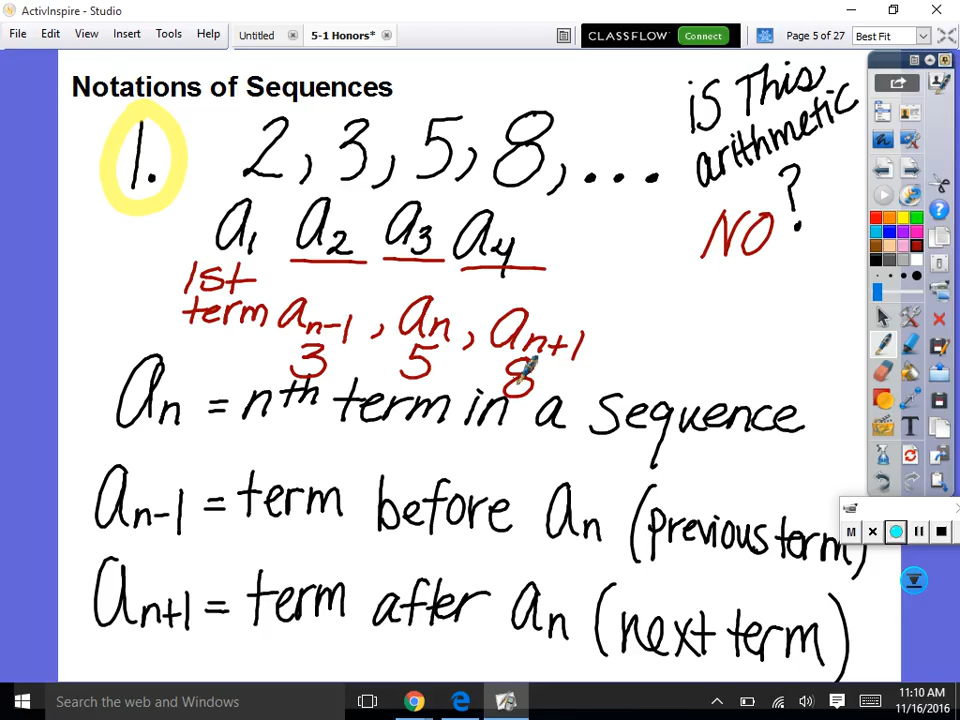 ActivInspire - Studio
File Edit View Insert Tools Help Untitled 5-1 Honors* CLASSFLOW Connect Page 5 of 27 Best Fit
Notations of Sequences
is This
arithmetic
?
NO
1. 2, 3, 5, 8, ...
a1 a2 a3 a4
1st
term an-1, an, an+1
3 5 8
an = nth term in a sequence
an-1 = term before an (previous term)
an+1 = term after an (next term)
M
T
Search the web and Windows
11:10 AM
11/16/2016